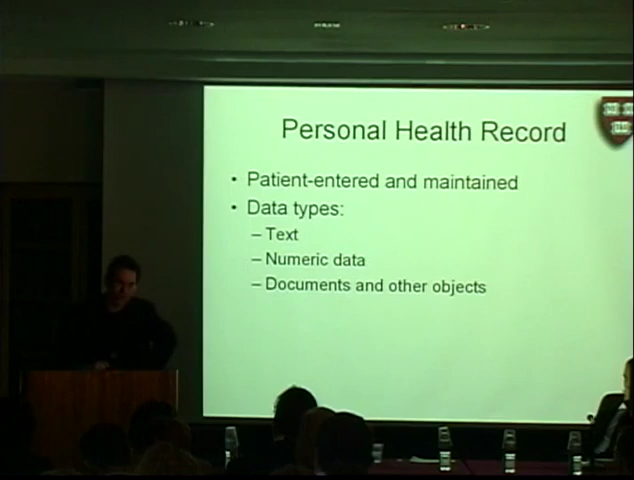 Personal Health Record
• Patient-entered and maintained
• Data types:
– Text
– Numeric data
– Documents and other objects